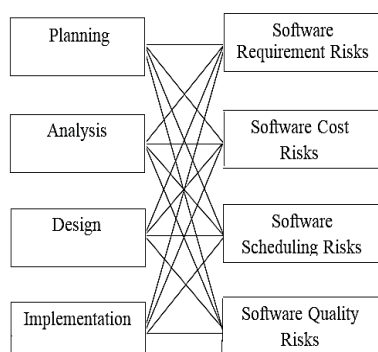 Planning
Software
Requirement Risks
Analysis
Software Cost
Risks
Design
Software
Scheduling Risks
Implementation
Software Quality
Risks